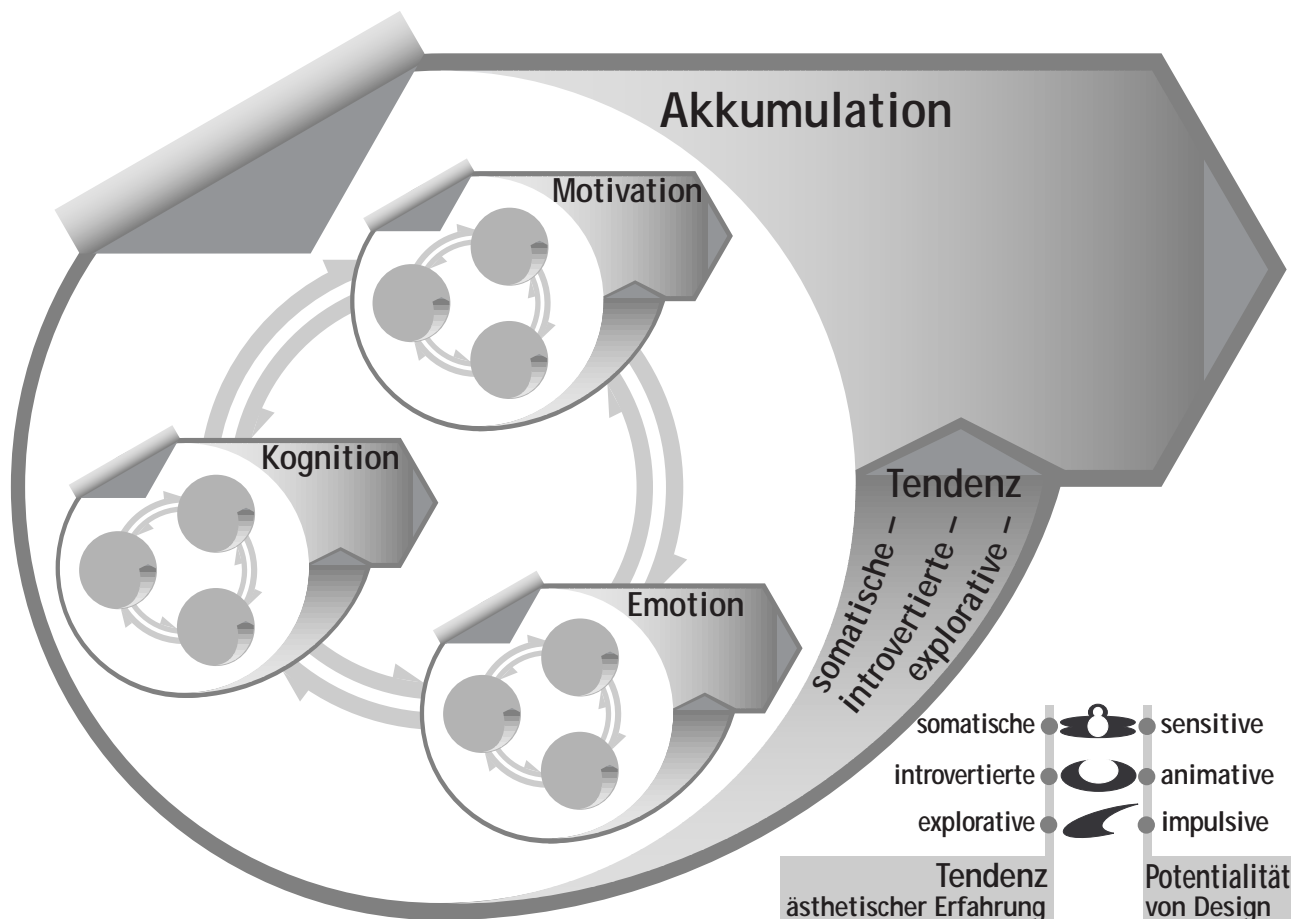 Akkumulation
Motivation
Kognition
Emotion
Tendenz
somatische –
introvertierte –
explorative –
somatische sensitive
introvertierte animative
explorative impulsive
Tendenz
ästhetischer Erfahrung
Potentialität
von Design